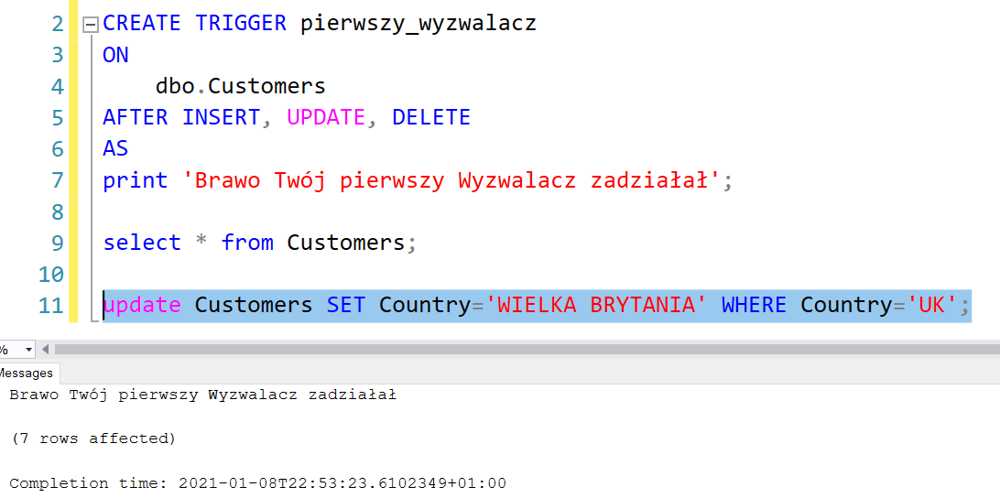 2 CREATE TRIGGER pierwszy_wyzwalacz
3 ON
4 dbo.Customers
5 AFTER INSERT, UPDATE, DELETE
6 AS
7 print 'Brawo Twój pierwszy Wyzwalacz zadziałał';
8
9 select * from Customers;
10
11 update Customers SET Country='WIELKA BRYTANIA' WHERE Country='UK';
%
Messages
Brawo Twój pierwszy Wyzwalacz zadziałał
(7 rows affected)
Completion time: 2021-01-08T22:53:23.6102349+01:00